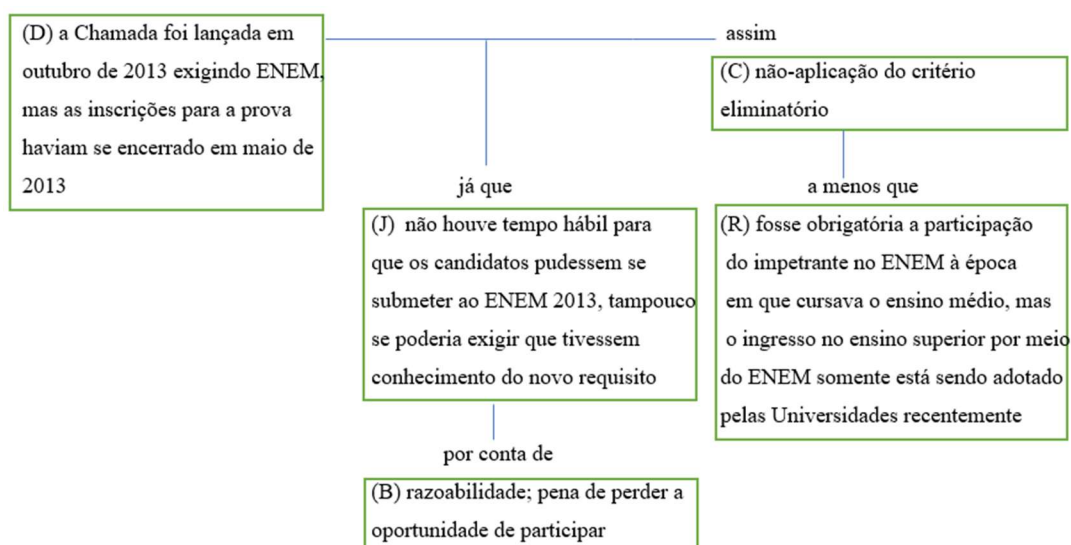 (D) a Chamada foi lançada em
outubro de 2013 exigindo ENEM,
mas as inscrições para a prova
haviam se encerrado em maio de
2013
assim
(C) não-aplicação do critério
eliminatório
já que
(J) não houve tempo hábil para
que os candidatos pudessem se
submeter ao ENEM 2013, tampouco
se poderia exigir que tivessem
conhecimento do novo requisito
a menos que
(R) fosse obrigatória a participação
do impetrante no ENEM à época
em que cursava o ensino médio, mas
o ingresso no ensino superior por meio
do ENEM somente está sendo adotado
pelas Universidades recentemente
por conta de
(B) razoabilidade; pena de perder a
oportunidade de participar